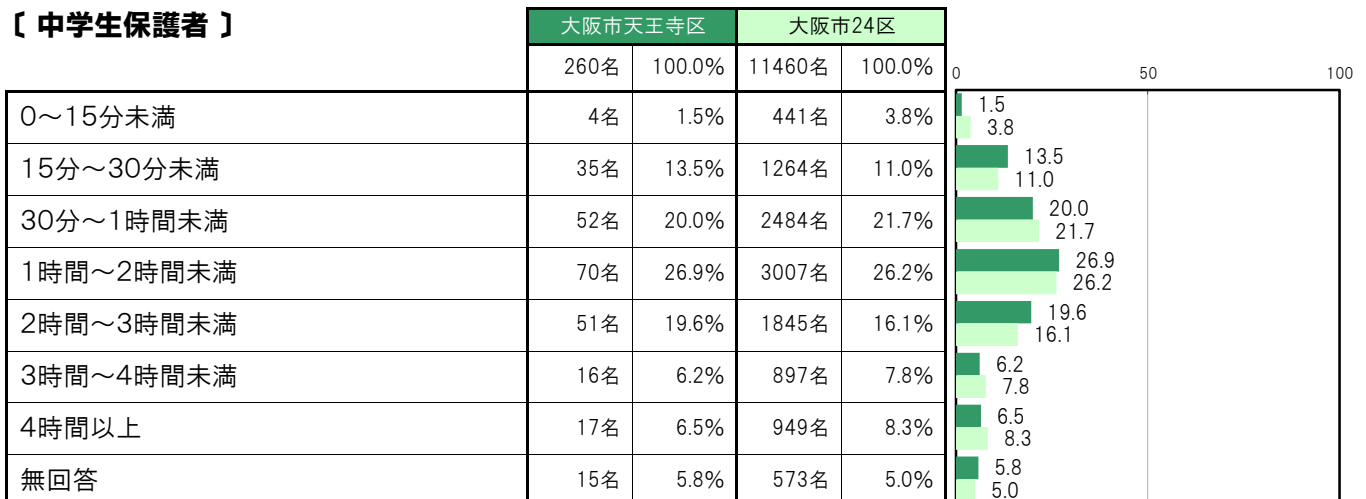 〔 中学生保護者 〕
大阪市天王寺区 大阪市24区
260名 100.0% 11460名 100.0%
0 50 100
0～15分未満 4名 1.5% 441名 3.8%
1.5
3.8
15分～30分未満 35名 13.5% 1264名 11.0%
13.5
11.0
30分～1時間未満 52名 20.0% 2484名 21.7%
20.0
21.7
1時間～2時間未満 70名 26.9% 3007名 26.2%
26.9
26.2
2時間～3時間未満 51名 19.6% 1845名 16.1%
19.6
16.1
3時間～4時間未満 16名 6.2% 897名 7.8%
6.2
7.8
4時間以上 17名 6.5% 949名 8.3%
6.5
8.3
無回答 15名 5.8% 573名 5.0%
5.8
5.0